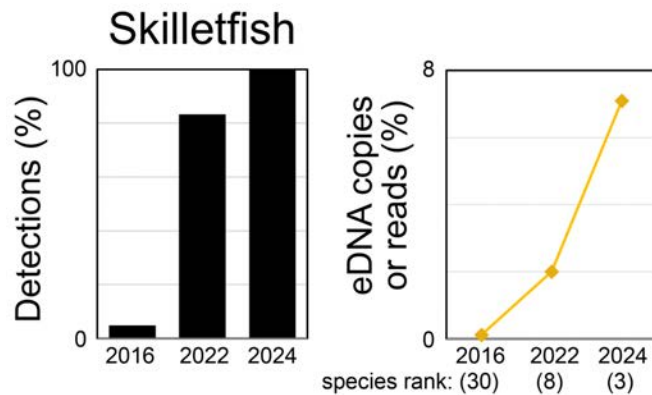 Skilletfish
100
Detections (%)
0
2016 2022 2024
8
eDNA copies
or reads (%)
0
2016 2022 2024
species rank: (30) (8) (3)